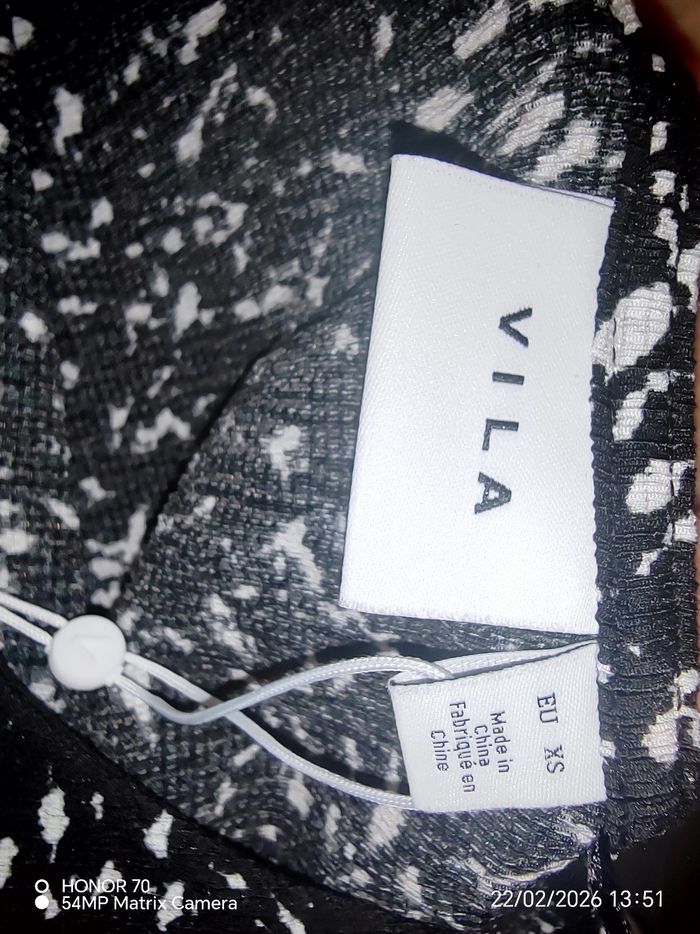 VILA
EU XS
Made in
China
Fabriqué en
Chine
HONOR 70
54MP Matrix Camera
22/02/2026 13:51